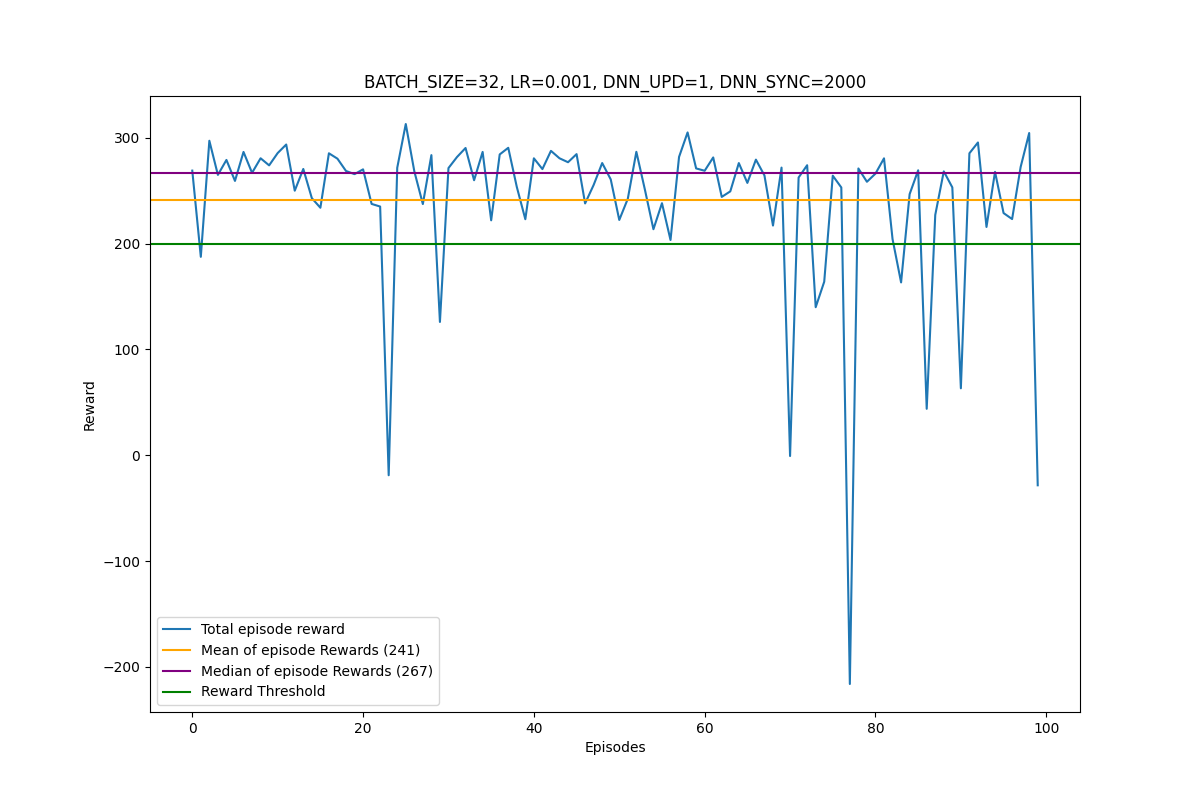 BATCH_SIZE=32, LR=0.001, DNN_UPD=1, DNN_SYNC=2000
300
200
100
0
−100
−200
Reward
Total episode reward
Mean of episode Rewards (241)
Median of episode Rewards (267)
Reward Threshold
0 20 40 60 80 100
Episodes